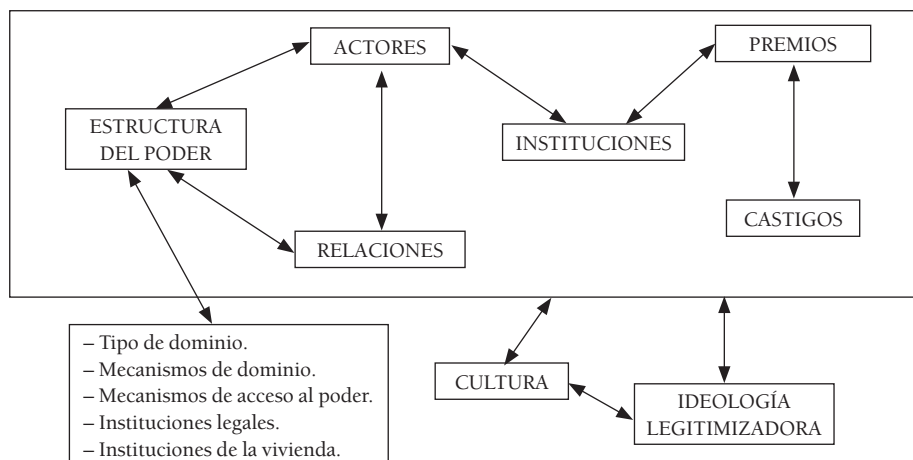 ACTORES
PREMIOS
ESTRUCTURA
DEL PODER
INSTITUCIONES
CASTIGOS
RELACIONES
– Tipo de dominio.
– Mecanismos de dominio.
– Mecanismos de acceso al poder.
– Instituciones legales.
– Instituciones de la vivienda.
CULTURA
IDEOLOGÍA
LEGITIMIZADORA